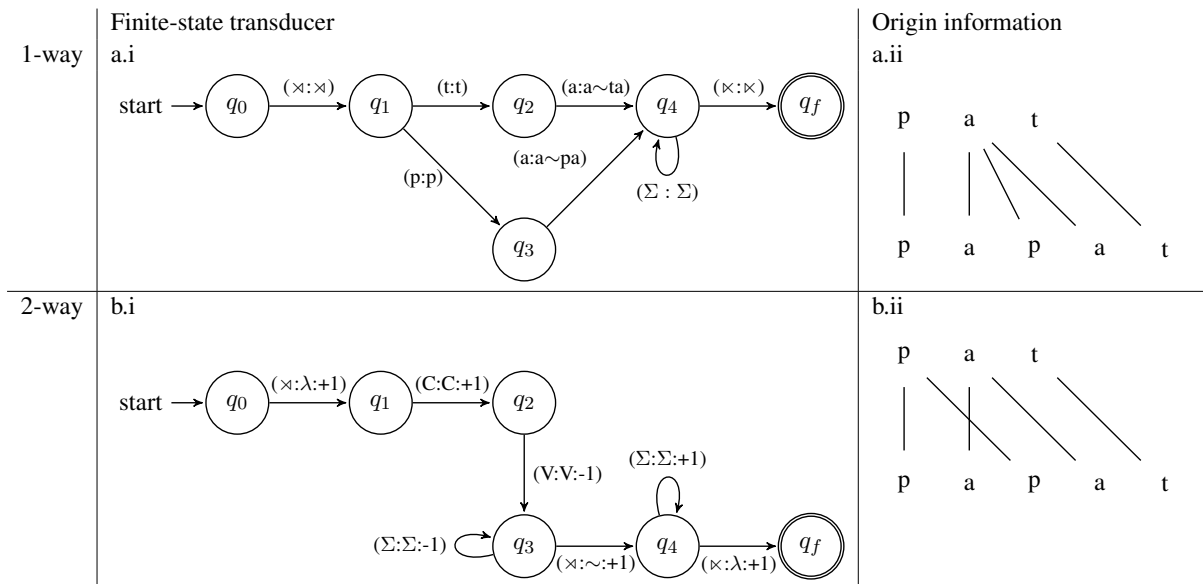 Finite-state transducer
Origin information
1-way
a.i
a.ii
start
q0
(⋊:⋊)
q1
(t:t)
q2
(a:a∼ta)
q4
(⋉:⋉)
qf
(p:p)
(a:a∼pa)
(Σ : Σ)
q3
p a t
p a p a t
2-way
b.i
b.ii
start
q0
(⋊:λ:+1)
q1
(C:C:+1)
q2
(V:V:-1)
(Σ:Σ:+1)
(Σ:Σ:-1)
q3
(⋊:∼:+1)
q4
(⋉:λ:+1)
qf
p a t
p a p a t